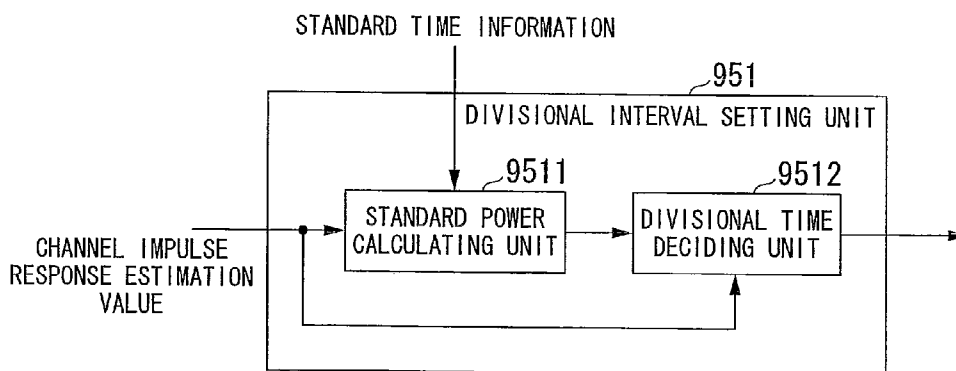 STANDARD TIME INFORMATION
951
DIVISIONAL INTERVAL SETTING UNIT
9511
9512
STANDARD POWER
CALCULATING UNIT
DIVISIONAL TIME
DECIDING UNIT
CHANNEL IMPULSE
RESPONSE ESTIMATION
VALUE